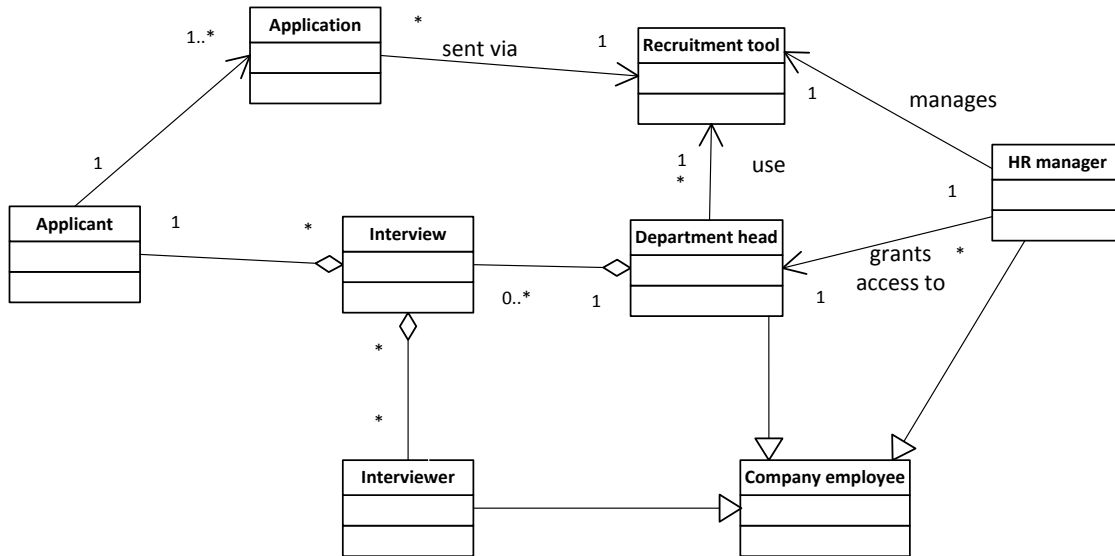 Application
*
1..*
sent via
1
Recruitment tool
1
manages
1
use
*
1
HR manager
1
Applicant
1
*
Interview
Department head
grants
access to
*
0..*
1
1
*
*
Interviewer
Company employee